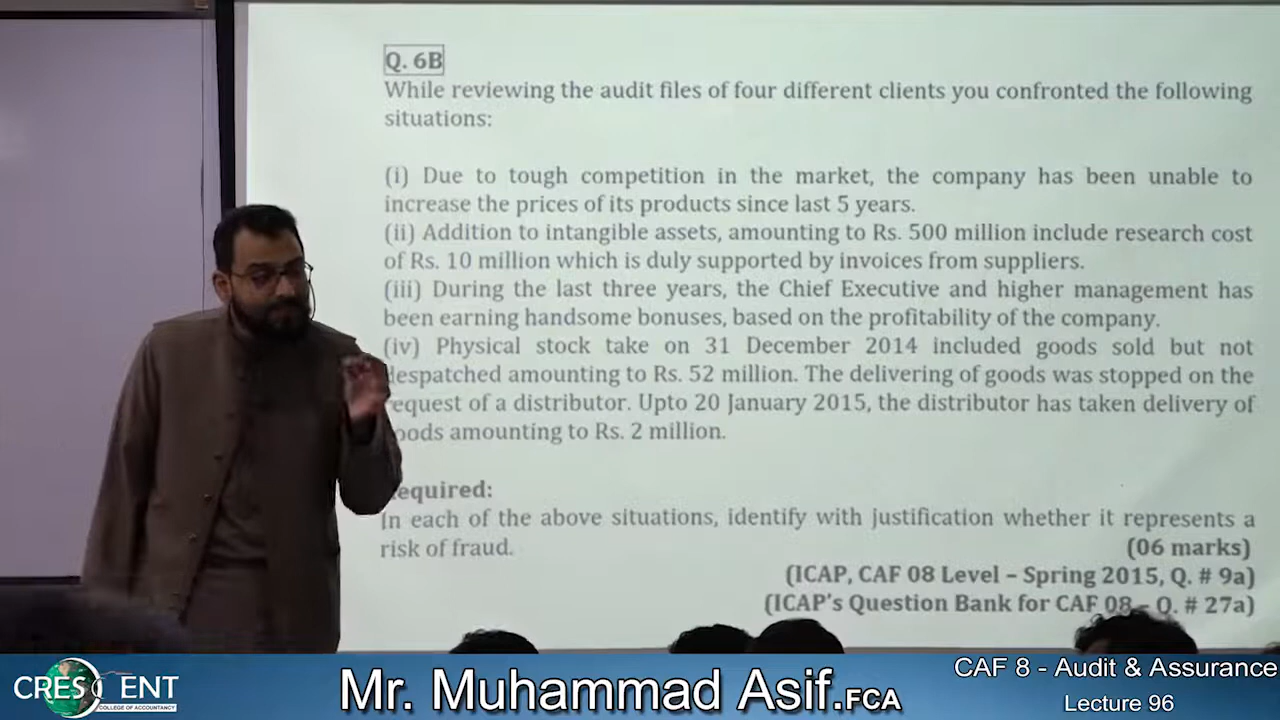 Q. 6B
While reviewing the audit files of four different clients you confronted the following
situations:
(i) Due to tough competition in the market, the company has been unable to
increase the prices of its products since last 5 years.
(ii) Addition to intangible assets, amounting to Rs. 500 million include research cost
of Rs. 10 million which is duly supported by invoices from suppliers.
(iii) During the last three years, the Chief Executive and higher management has
been earning handsome bonuses, based on the profitability of the company.
(iv) Physical stock take on 31 December 2014 included goods sold but not
despatched amounting to Rs. 52 million. The delivering of goods was stopped on the
request of a distributor. Upto 20 January 2015, the distributor has taken delivery of
goods amounting to Rs. 2 million.
Required:
In each of the above situations, identify with justification whether it represents a
risk of fraud. (06 marks)
(ICAP, CAF 08 Level – Spring 2015, Q. # 9a)
(ICAP's Question Bank for CAF 08 – Q. # 27a)
CRESCENT
COLLEGE OF ACCOUNTANCY
Mr. Muhammad Asif.FCA
CAF 8 - Audit & Assurance
Lecture 96